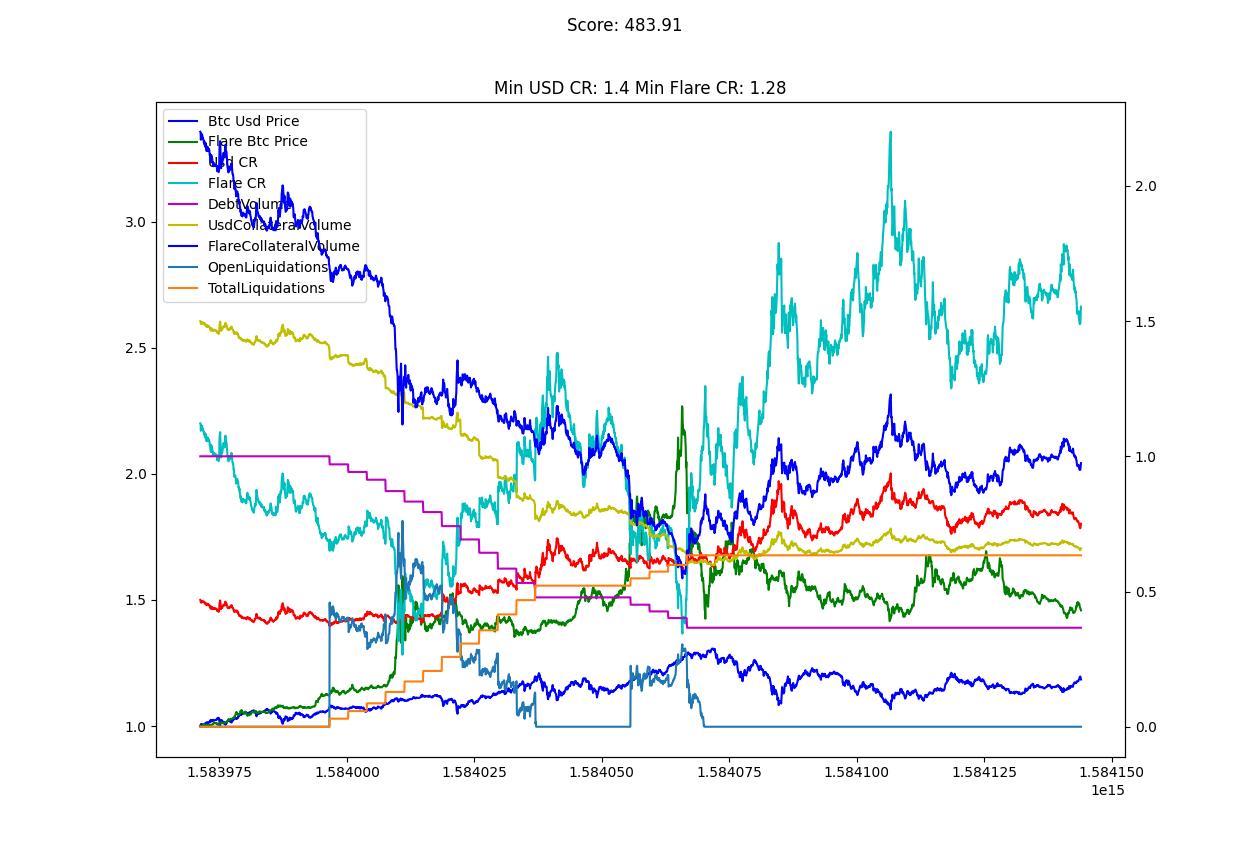 Score: 483.91
Min USD CR: 1.4 Min Flare CR: 1.28
Btc Usd Price
Flare Btc Price
Usd CR
Flare CR
DebtVolume
UsdCollateralVolume
FlareCollateralVolume
OpenLiquidations
TotalLiquidations
3.0
2.5
2.0
1.5
1.0
2.0
1.5
1.0
0.5
0.0
1.583975
1.584000
1.584025
1.584050
1.584075
1.584100
1.584125
1.584150
1e15